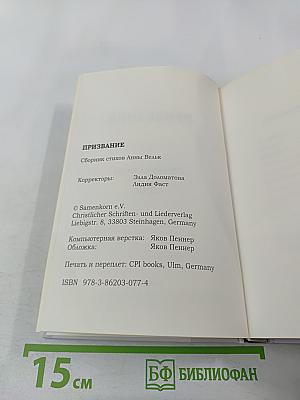 ПРИЗВАНИЕ
Сборник стихов Анны Вельк
Корректоры: Элла Доломатова
Лидия Фаст
© Samenkorn e.V.
Christlicher Schriften- und Liederverlag
Liebigstr. 8, 33803 Steinhagen, Germany
Компьютерная верстка: Яков Пеннер
Обложка: Яков Пеннер
Печать и переплет: CPI books, Ulm, Germany
ISBN 978-3-86203-077-4
15 см
БФ БИБЛИОФАН